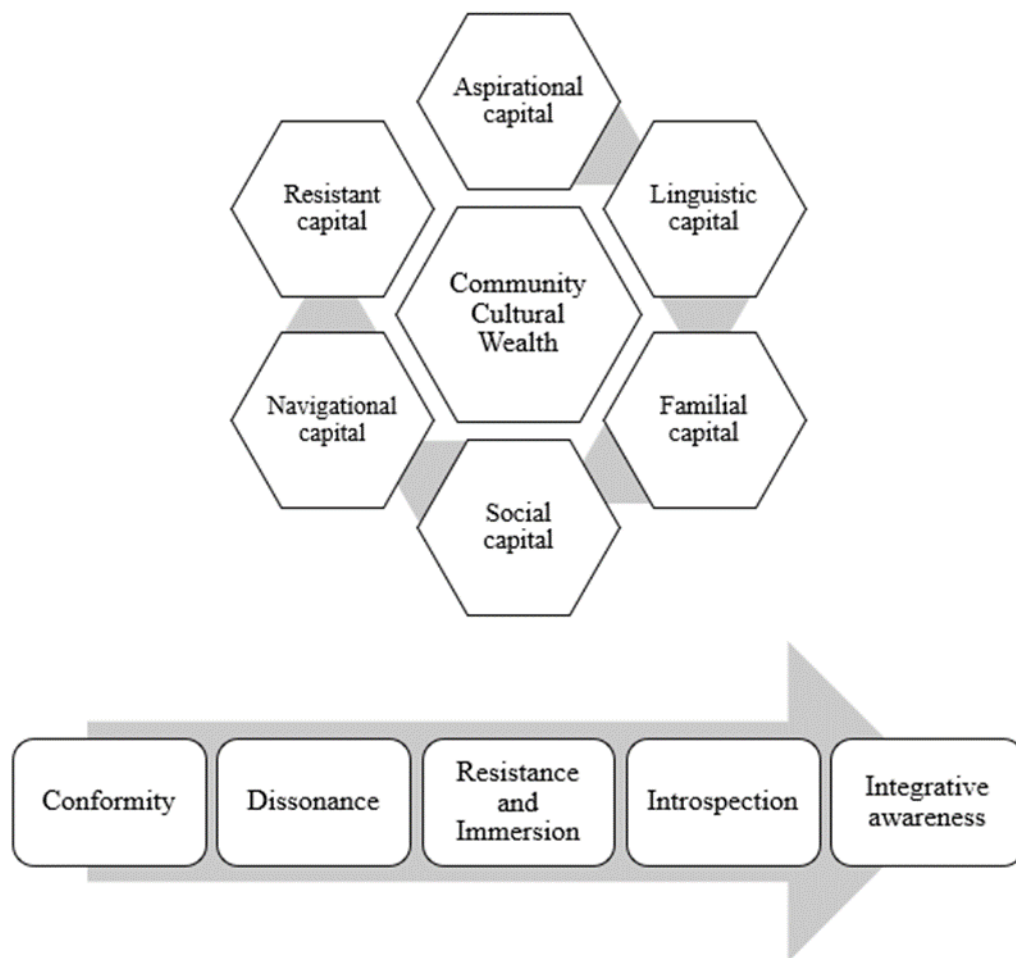 Aspirational
capital
Linguistic
capital
Familial
capital
Social
capital
Navigational
capital
Resistant
capital
Community
Cultural
Wealth
Conformity
Dissonance
Resistance
and
Immersion
Introspection
Integrative
awareness